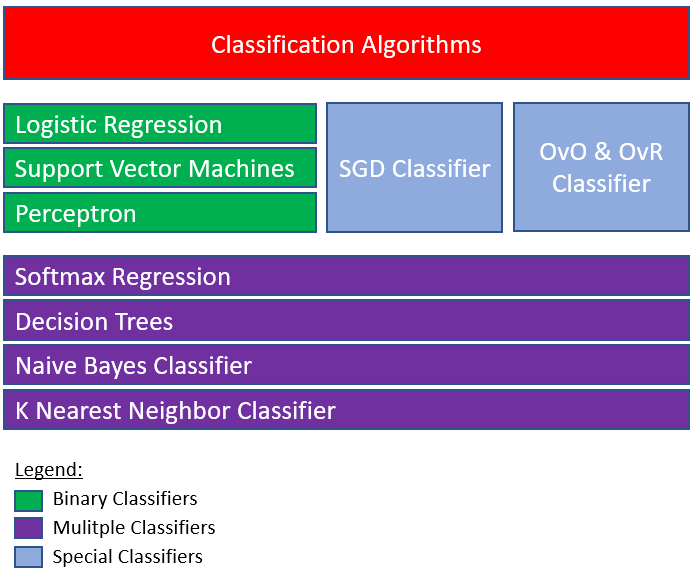 Classification Algorithms
Logistic Regression
Support Vector Machines
Perceptron
SGD Classifier
OvO & OvR
Classifier
Softmax Regression
Decision Trees
Naive Bayes Classifier
K Nearest Neighbor Classifier
Legend:
Binary Classifiers
Mulitple Classifiers
Special Classifiers